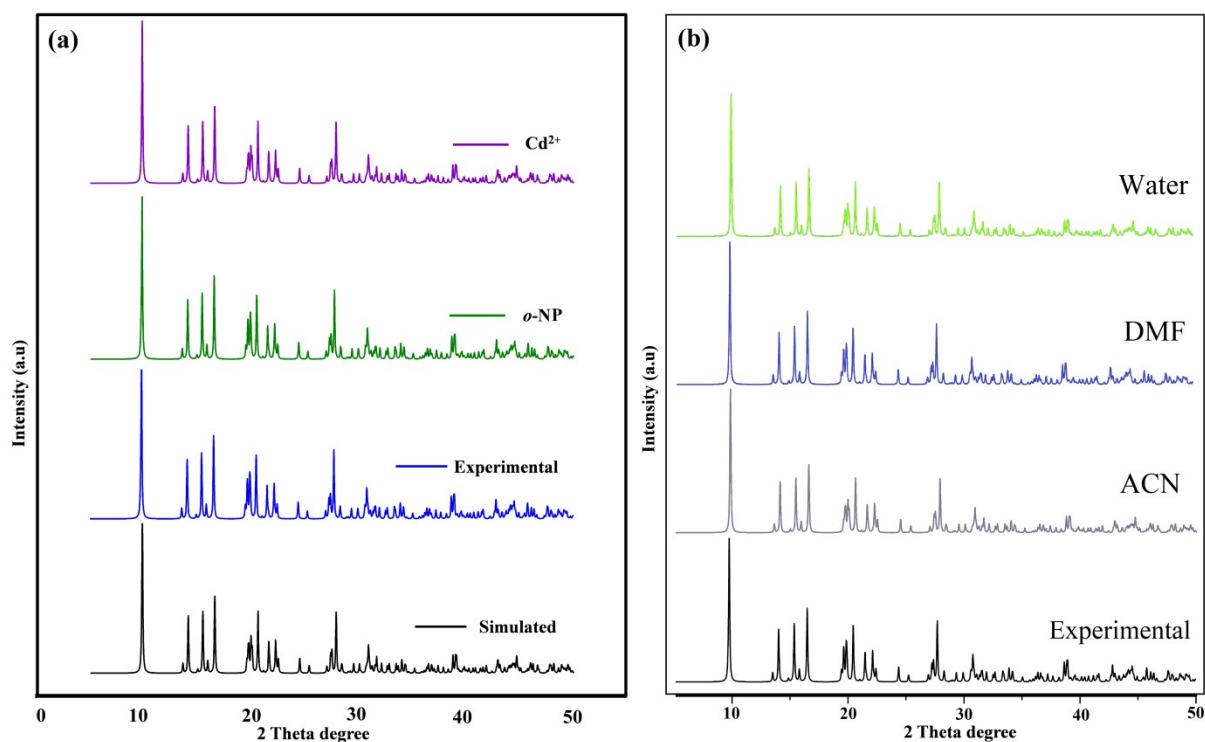 (a)
Cd²⁺
o-NP
Experimental
Simulated
Intensity (a.u)
0 10 20 30 40 50
2 Theta degree
(b)
Water
DMF
ACN
Experimental
Intensity (a.u)
10 20 30 40 50
2 Theta degree